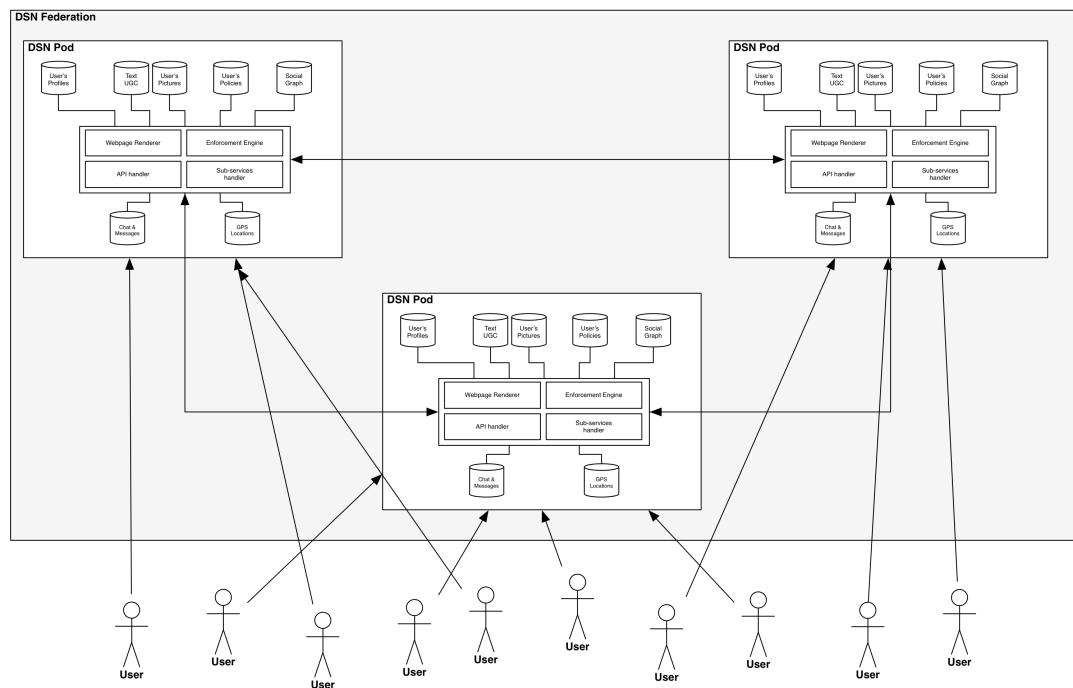 DSN Federation
DSN Pod
User's
Profiles
Text
UGC
User's
Pictures
User's
Policies
Social
Graph
Webpage Renderer
Enforcement Engine
API handler
Sub-services
handler
Chat &
Messages
GPS
Locations
DSN Pod
User's
Profiles
Text
UGC
User's
Pictures
User's
Policies
Social
Graph
Webpage Renderer
Enforcement Engine
API handler
Sub-services
handler
Chat &
Messages
GPS
Locations
DSN Pod
User's
Profiles
Text
UGC
User's
Pictures
User's
Policies
Social
Graph
Webpage Renderer
Enforcement Engine
API handler
Sub-services
handler
Chat &
Messages
GPS
Locations
User
User
User
User
User
User
User
User
User
User